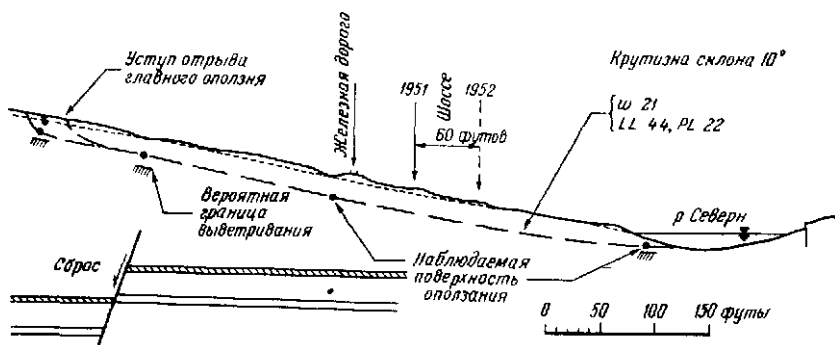 Уступ отрыва
главного оползня
Железная дорога
1951
Шоссе
1952
60 футов
Крутизна склона 10°
w 21
LL 44, PL 22
Вероятная
граница
выветривания
р Северн
Сброс
Наблюдаемая
поверхность
оползания
0 50 100 150 футы